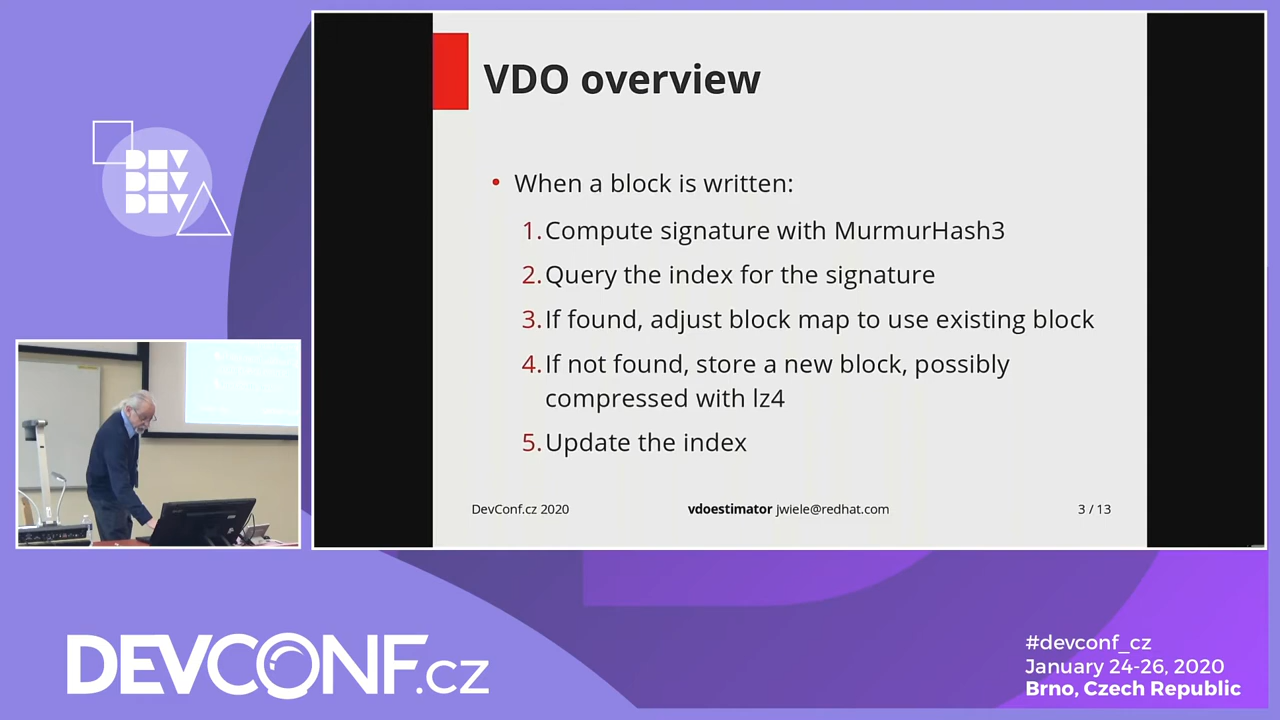 DEV
DEV
DEV
VDO overview
• When a block is written:
1. Compute signature with MurmurHash3
2. Query the index for the signature
3. If found, adjust block map to use existing block
4. If not found, store a new block, possibly
compressed with lz4
5. Update the index
DevConf.cz 2020
vdoestimator jwiele@redhat.com
3 / 13
DEVCONF.cz
#devconf_cz
January 24-26, 2020
Brno, Czech Republic